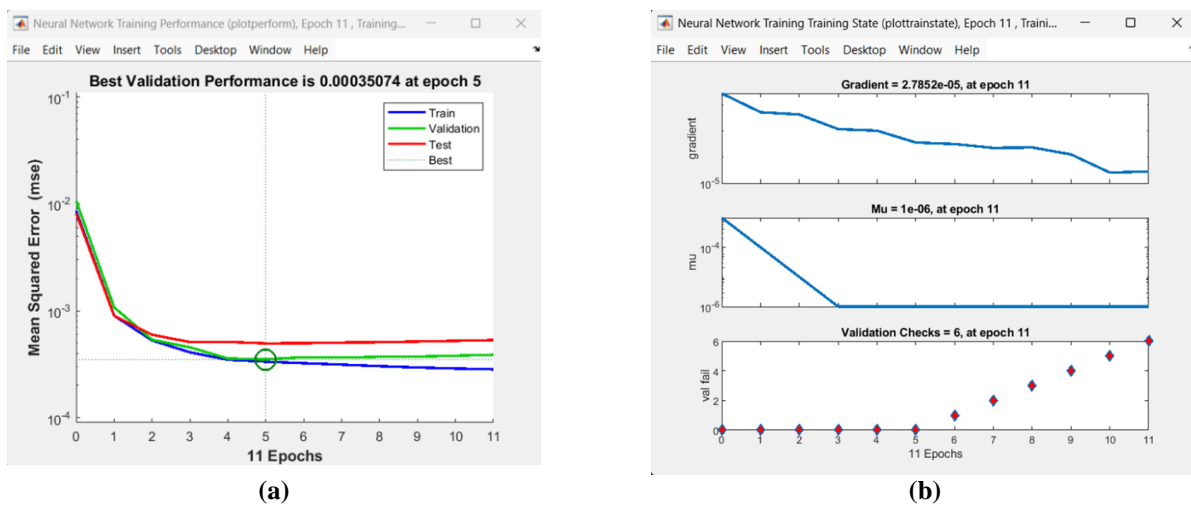 Neural Network Training Performance (plotperform), Epoch 11 , Training...
File Edit View Insert Tools Desktop Window Help
Best Validation Performance is 0.00035074 at epoch 5
Mean Squared Error (mse)
10-1
10-2
10-3
10-4
Train
Validation
Test
Best
0 1 2 3 4 5 6 7 8 9 10 11
11 Epochs
(a)
Neural Network Training Training State (plottrainstate), Epoch 11 , Traini...
File Edit View Insert Tools Desktop Window Help
Gradient = 2.7852e-05, at epoch 11
gradient
10-5
Mu = 1e-06, at epoch 11
mu
10-4
10-6
Validation Checks = 6, at epoch 11
val fail
6
4
2
0
0 1 2 3 4 5 6 7 8 9 10 11
11 Epochs
(b)